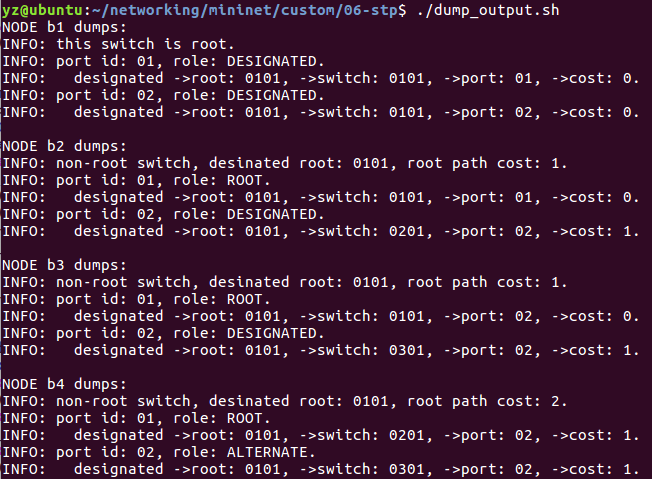 yz@ubuntu:~/networking/mininet/custom/06-stp$ ./dump_output.sh
NODE b1 dumps:
INFO: this switch is root.
INFO: port id: 01, role: DESIGNATED.
INFO:   designated ->root: 0101, ->switch: 0101, ->port: 01, ->cost: 0.
INFO: port id: 02, role: DESIGNATED.
INFO:   designated ->root: 0101, ->switch: 0101, ->port: 02, ->cost: 0.

NODE b2 dumps:
INFO: non-root switch, desinated root: 0101, root path cost: 1.
INFO: port id: 01, role: ROOT.
INFO:   designated ->root: 0101, ->switch: 0101, ->port: 01, ->cost: 0.
INFO: port id: 02, role: DESIGNATED.
INFO:   designated ->root: 0101, ->switch: 0201, ->port: 02, ->cost: 1.

NODE b3 dumps:
INFO: non-root switch, desinated root: 0101, root path cost: 1.
INFO: port id: 01, role: ROOT.
INFO:   designated ->root: 0101, ->switch: 0101, ->port: 02, ->cost: 0.
INFO: port id: 02, role: DESIGNATED.
INFO:   designated ->root: 0101, ->switch: 0301, ->port: 02, ->cost: 1.

NODE b4 dumps:
INFO: non-root switch, desinated root: 0101, root path cost: 2.
INFO: port id: 01, role: ROOT.
INFO:   designated ->root: 0101, ->switch: 0201, ->port: 02, ->cost: 1.
INFO: port id: 02, role: ALTERNATE.
INFO:   designated ->root: 0101, ->switch: 0301, ->port: 02, ->cost: 1.